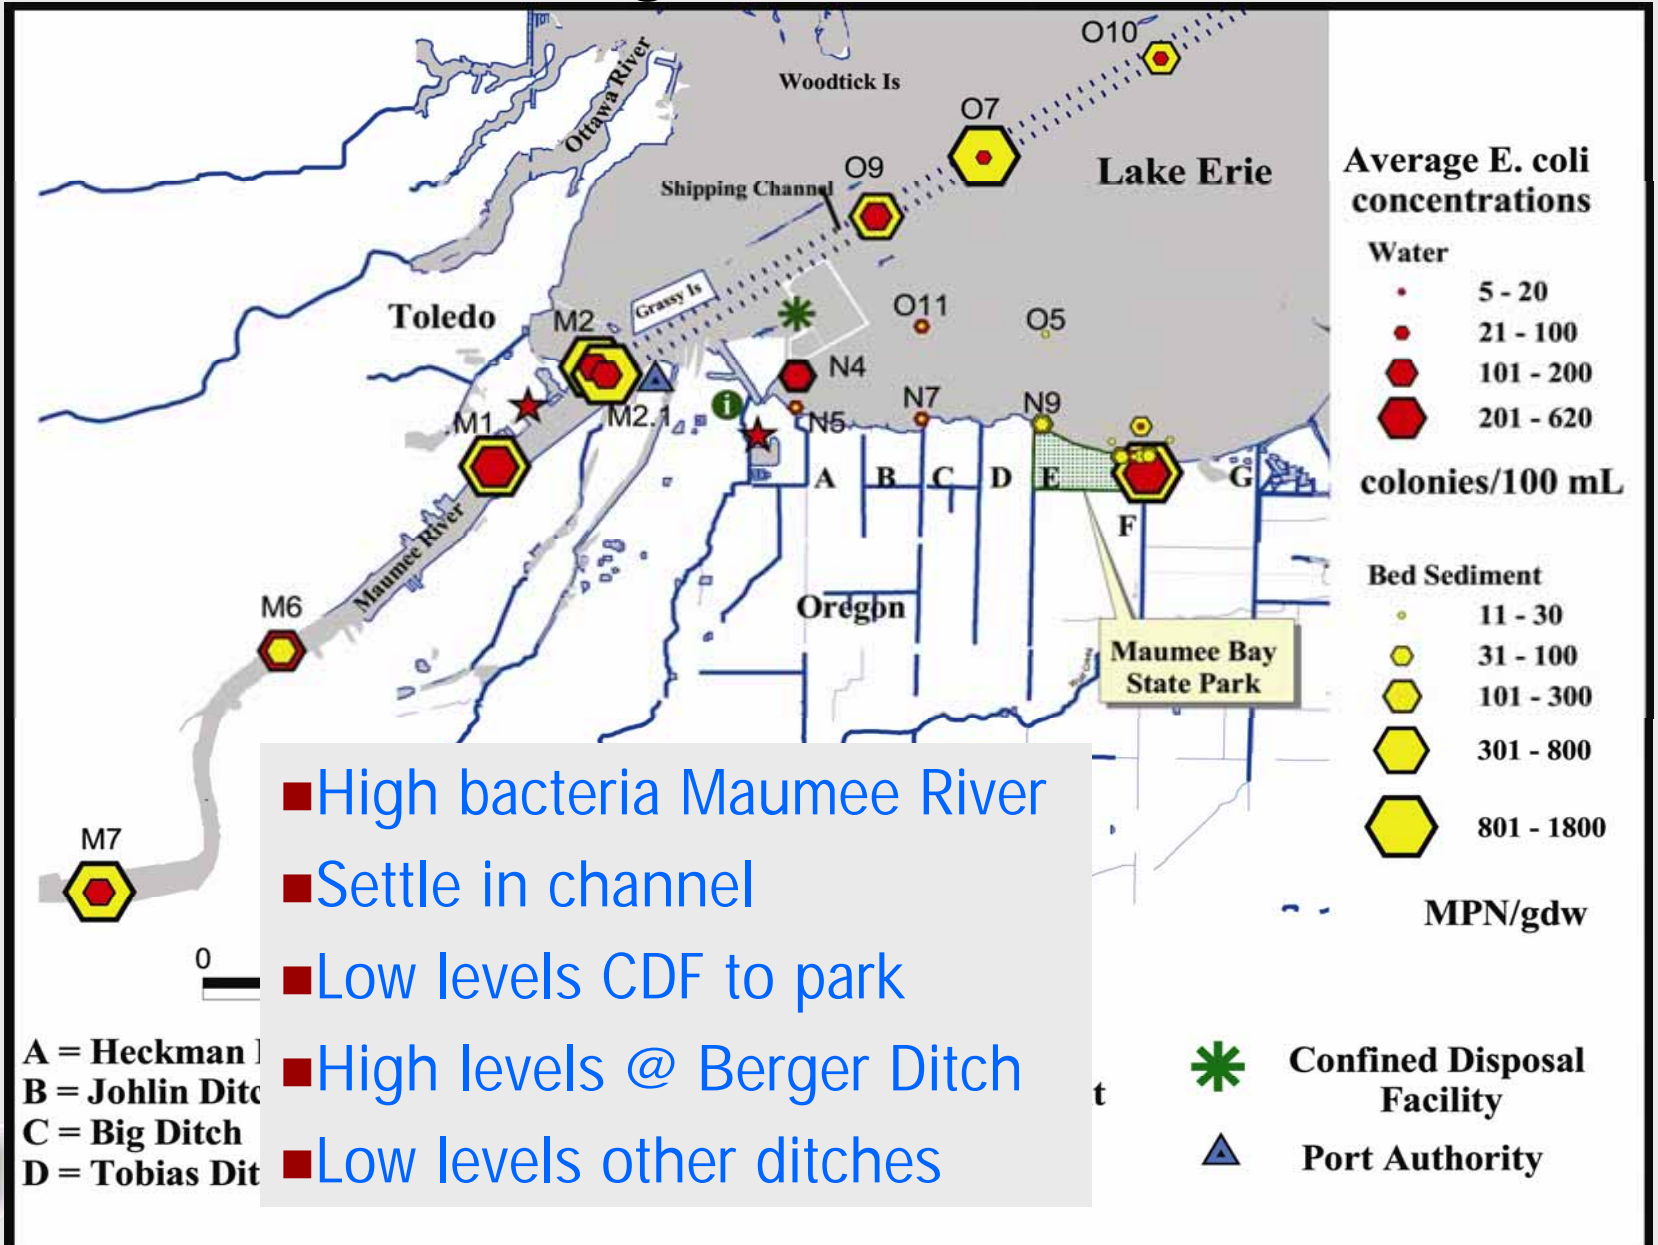 O10
Woodtick Is
Ottawa River
O7
Lake Erie
O9
Shipping Channel
Toledo
Grassy Is
M2
O11
O5
N4
M2.1
M1
N5
N7
N9
A
B
C
D
E
G
F
Maumee River
Oregon
M6
Maumee Bay
State Park
M7
0
Average E. coli
concentrations
Water
5 - 20
21 - 100
101 - 200
201 - 620
colonies/100 mL
Bed Sediment
11 - 30
31 - 100
101 - 300
301 - 800
801 - 1800
MPN/gdw
High bacteria Maumee River
Settle in channel
Low levels CDF to park
High levels @ Berger Ditch
Low levels other ditches
A = Heckman
B = Johlin Ditc
C = Big Ditch
D = Tobias Dit
t
Confined Disposal
Facility
Port Authority
i